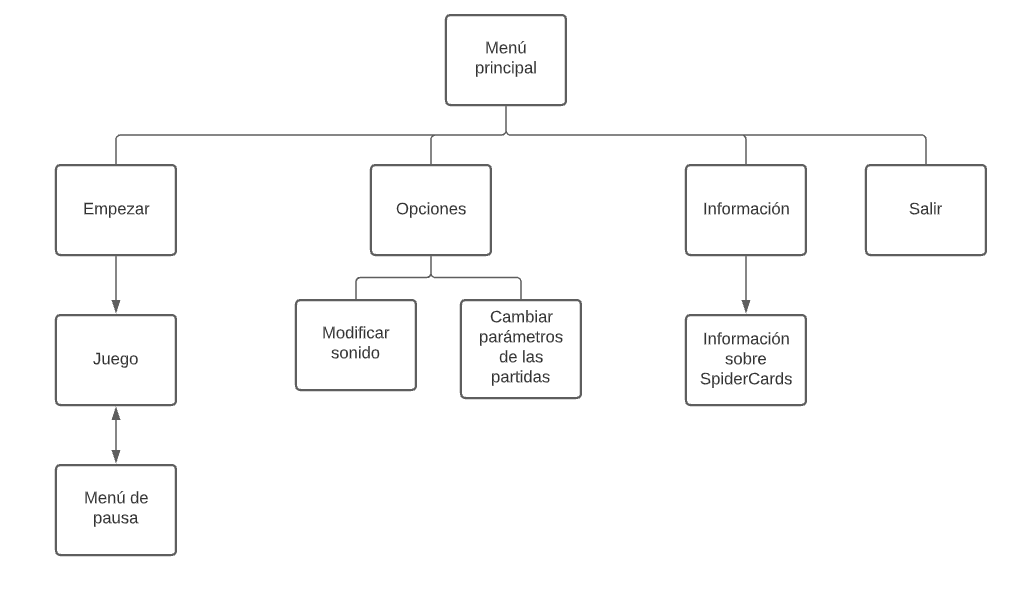 Menú
principal
Empezar
Opciones
Información
Salir
Juego
Modificar
sonido
Cambiar
parámetros
de las
partidas
Información
sobre
SpiderCards
Menú de
pausa